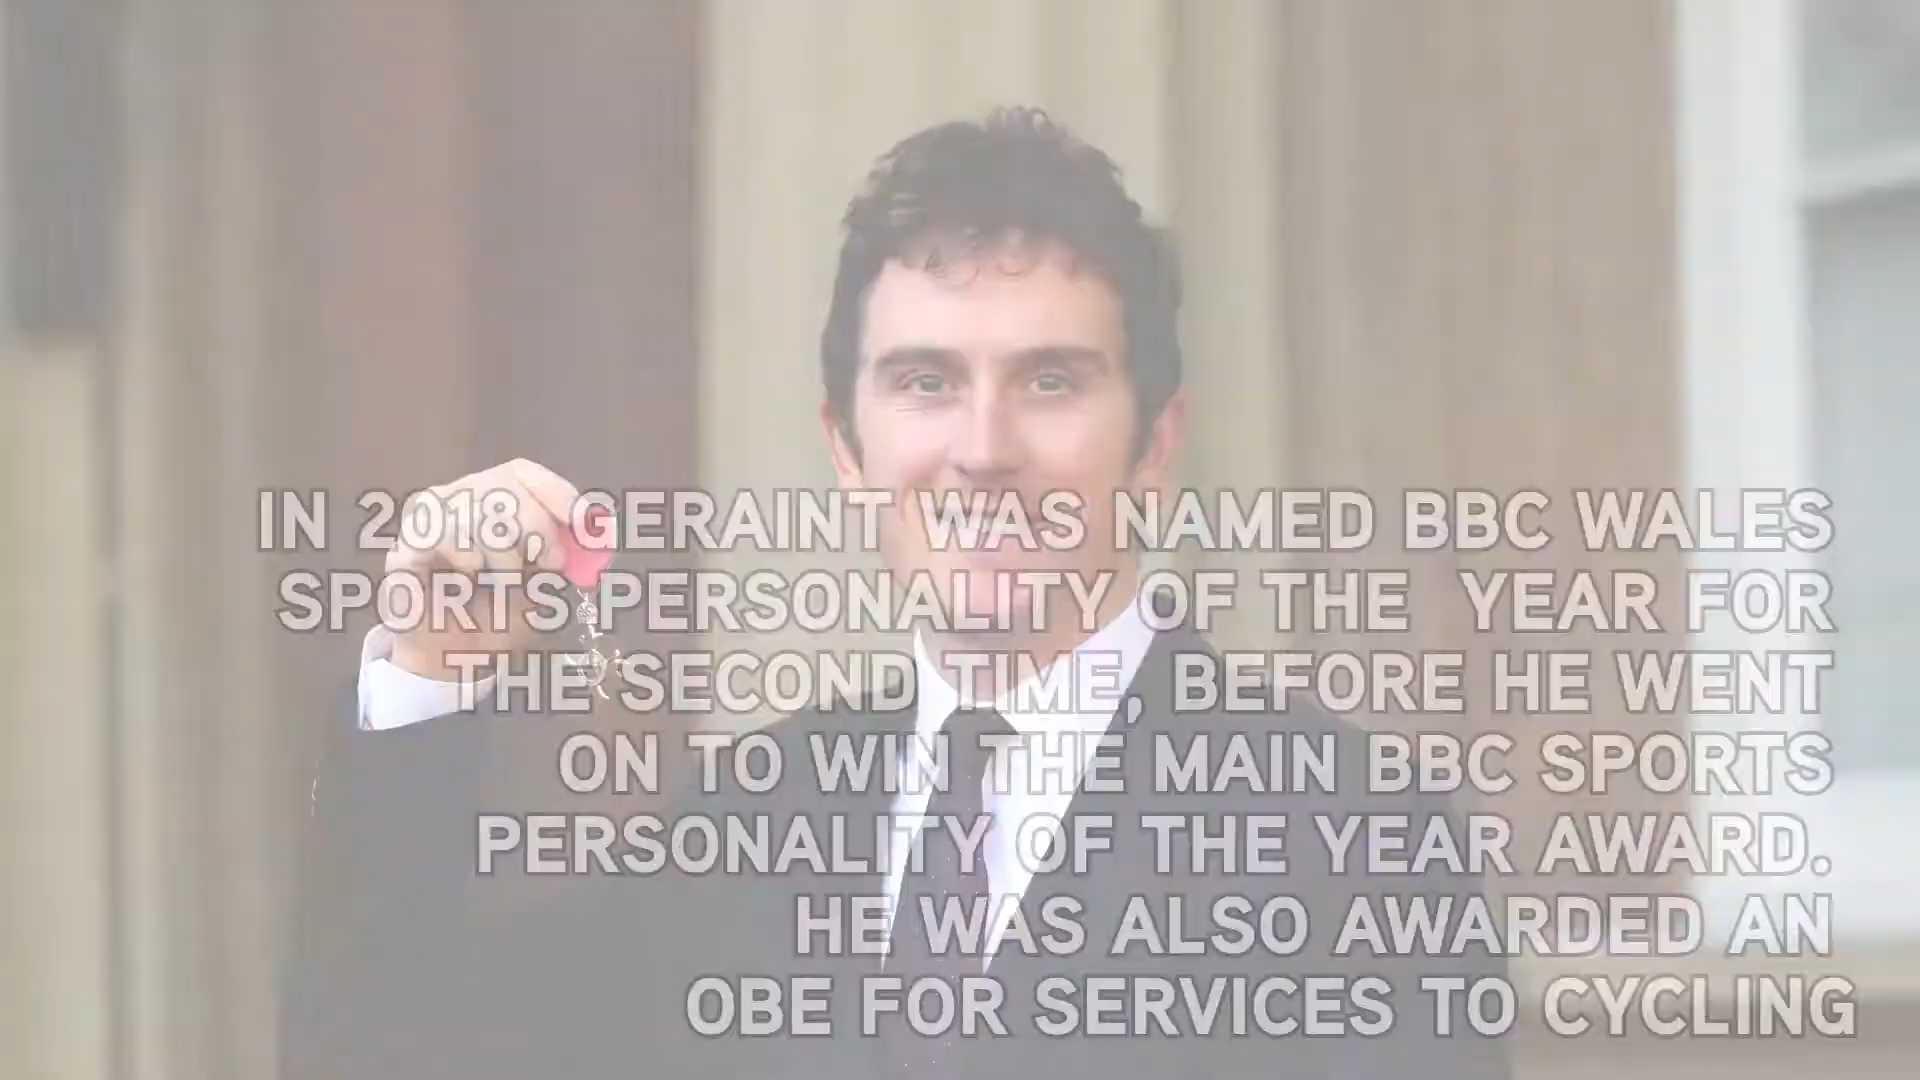 IN 2018, GERAINT WAS NAMED BBC WALES
SPORTS PERSONALITY OF THE  YEAR FOR
THE SECOND TIME, BEFORE HE WENT
ON TO WIN THE MAIN BBC SPORTS
PERSONALITY OF THE YEAR AWARD.
HE WAS ALSO AWARDED AN
OBE FOR SERVICES TO CYCLING